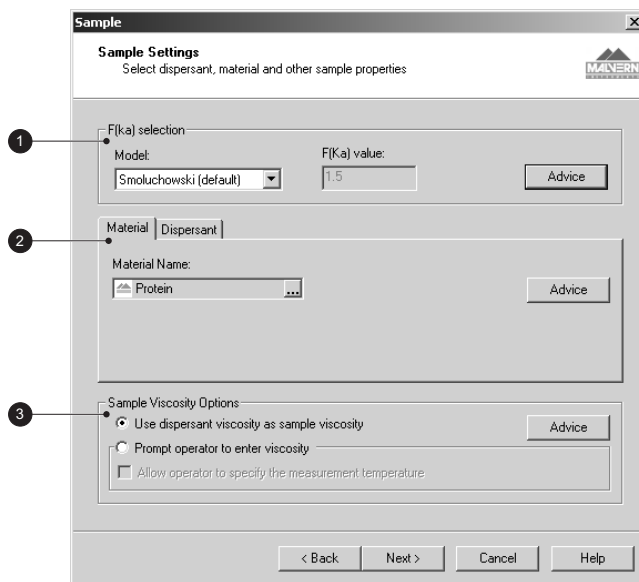 Sample
Sample Settings
Select dispersant, material and other sample properties
MALVERN
1
F(ka) selection
Model:
F(Ka) value:
Smoluchowski (default)
1.5
Advice
2
Material
Dispersant
Material Name:
Protein
...
Advice
3
Sample Viscosity Options
Use dispersant viscosity as sample viscosity
Advice
Prompt operator to enter viscosity
Allow operator to specify the measurement temperature
< Back
Next >
Cancel
Help